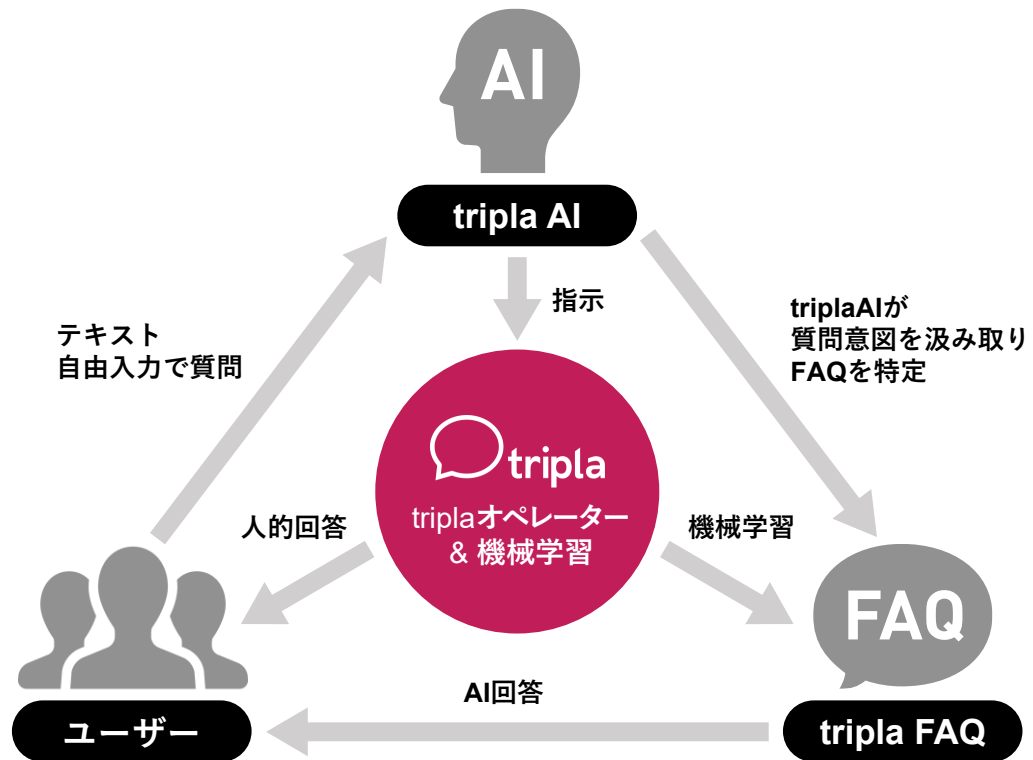 AI
tripla AI
指示
テキスト
自由入力で質問
triplaAIが
質問意図を汲み取り
FAQを特定
tripla
triplaオペレーター
& 機械学習
人的回答
機械学習
FAQ
AI回答
ユーザー
tripla FAQ